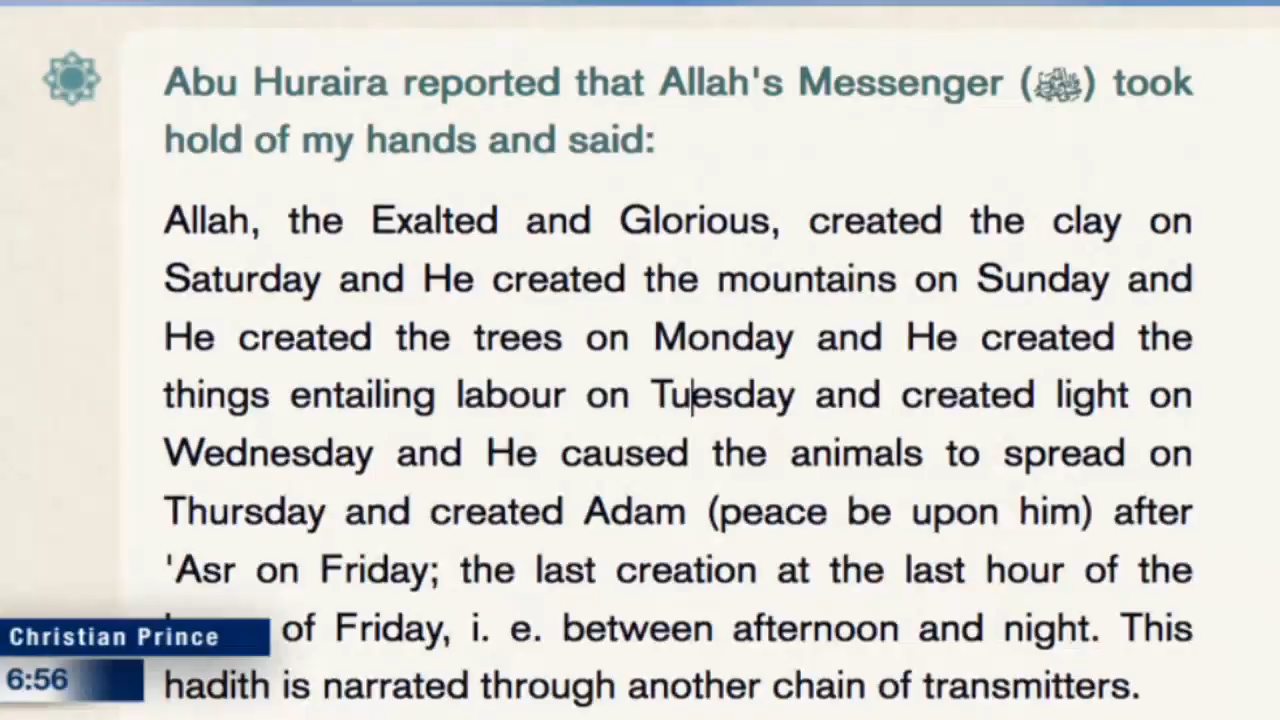 Abu Huraira reported that Allah's Messenger (ﷺ) took
hold of my hands and said:
Allah, the Exalted and Glorious, created the clay on
Saturday and He created the mountains on Sunday and
He created the trees on Monday and He created the
things entailing labour on Tuesday and created light on
Wednesday and He caused the animals to spread on
Thursday and created Adam (peace be upon him) after
'Asr on Friday; the last creation at the last hour of the
of Friday, i. e. between afternoon and night. This
hadith is narrated through another chain of transmitters.
Christian Prince
6:56